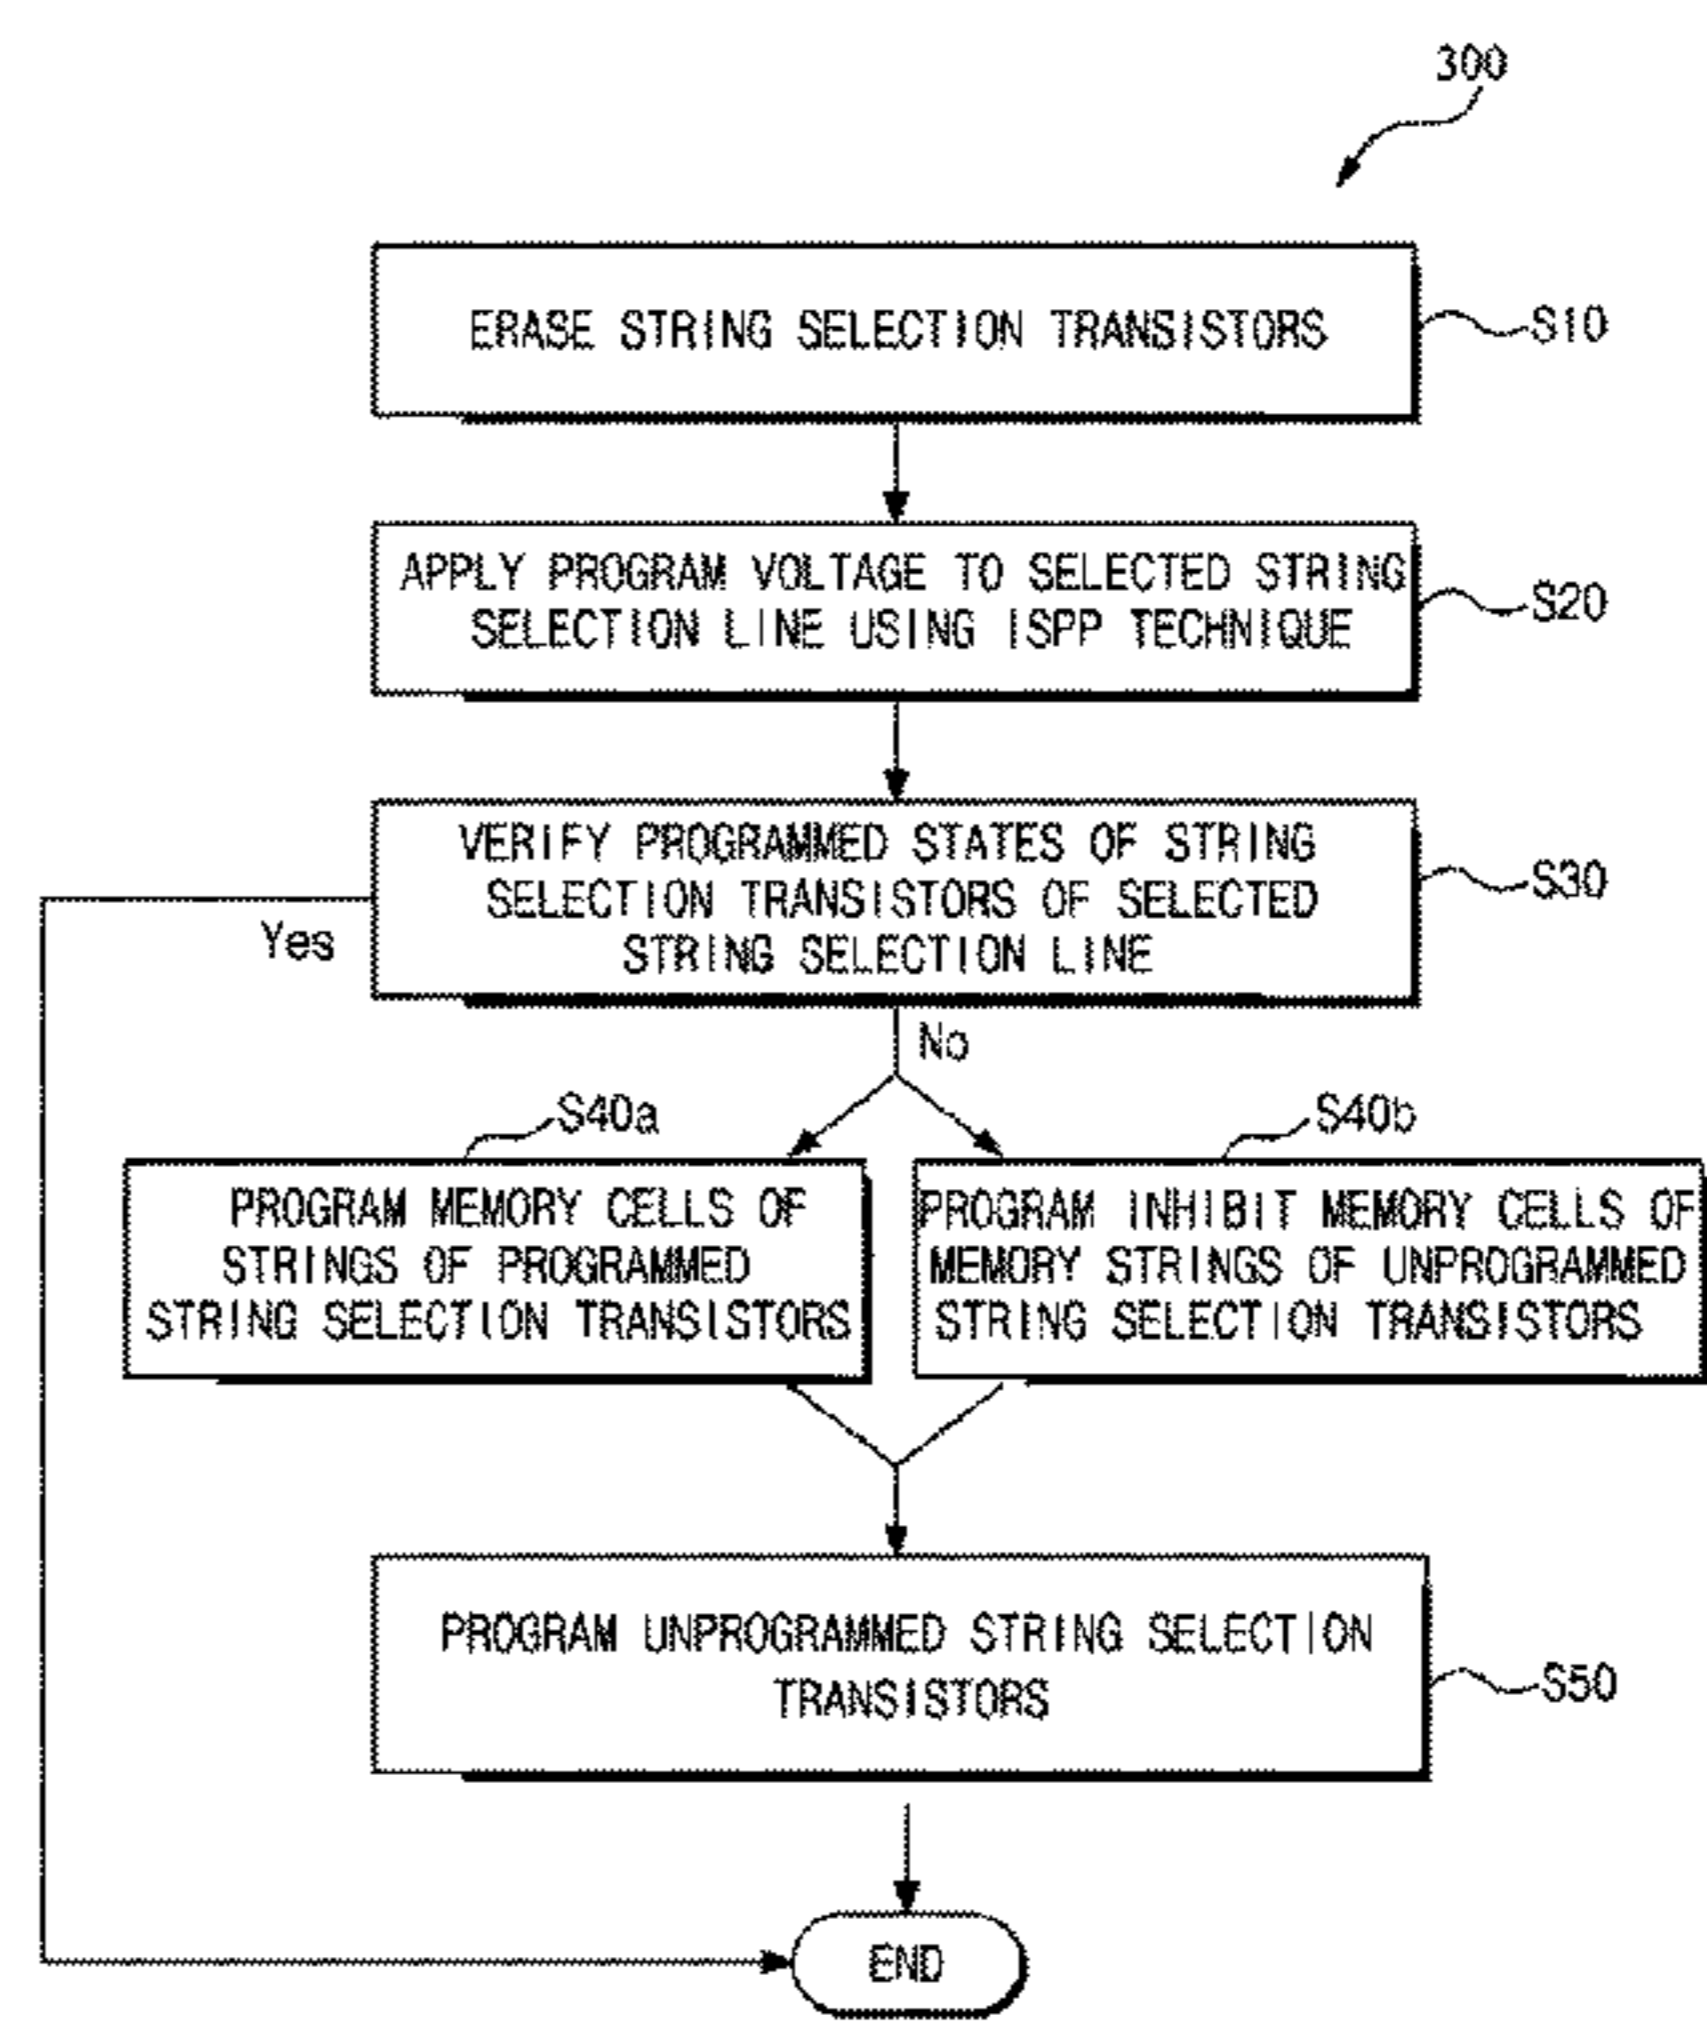 300
ERASE STRING SELECTION TRANSISTORS
S10
APPLY PROGRAM VOLTAGE TO SELECTED STRING
SELECTION LINE USING ISPP TECHNIQUE
S20
VERIFY PROGRAMMED STATES OF STRING
SELECTION TRANSISTORS OF SELECTED
STRING SELECTION LINE
S30
Yes
No
S40a
PROGRAM MEMORY CELLS OF
STRINGS OF PROGRAMMED
STRING SELECTION TRANSISTORS
S40b
PROGRAM INHIBIT MEMORY CELLS OF
MEMORY STRINGS OF UNPROGRAMMED
STRING SELECTION TRANSISTORS
PROGRAM UNPROGRAMMED STRING SELECTION
TRANSISTORS
S50
END